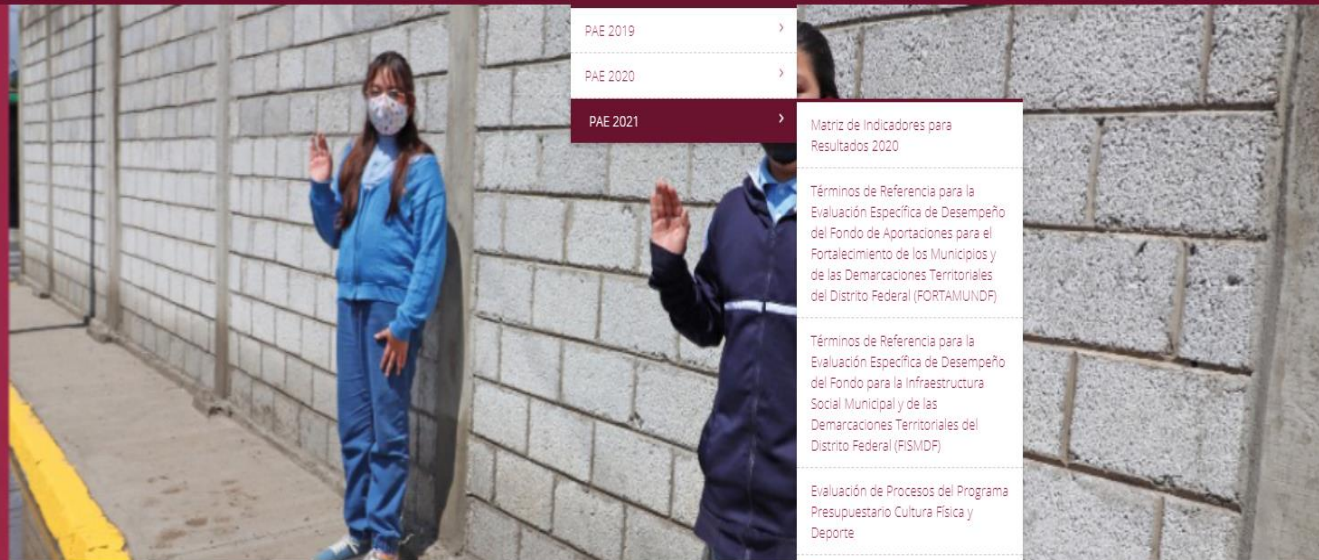 PAE 2019
PAE 2020
PAE 2021
Matriz de Indicadores para
Resultados 2020
Términos de Referencia para la
Evaluación Específica de Desempeño
del Fondo de Aportaciones para el
Fortalecimiento de los Municipios y
de las Demarcaciones Territoriales
del Distrito Federal (FORTAMUNDF)
Términos de Referencia para la
Evaluación Específica de Desempeño
del Fondo para la Infraestructura
Social Municipal y de las
Demarcaciones Territoriales del
Distrito Federal (FISMDF)
Evaluación de Procesos del Programa
Presupuestario Cultura Física y
Deporte